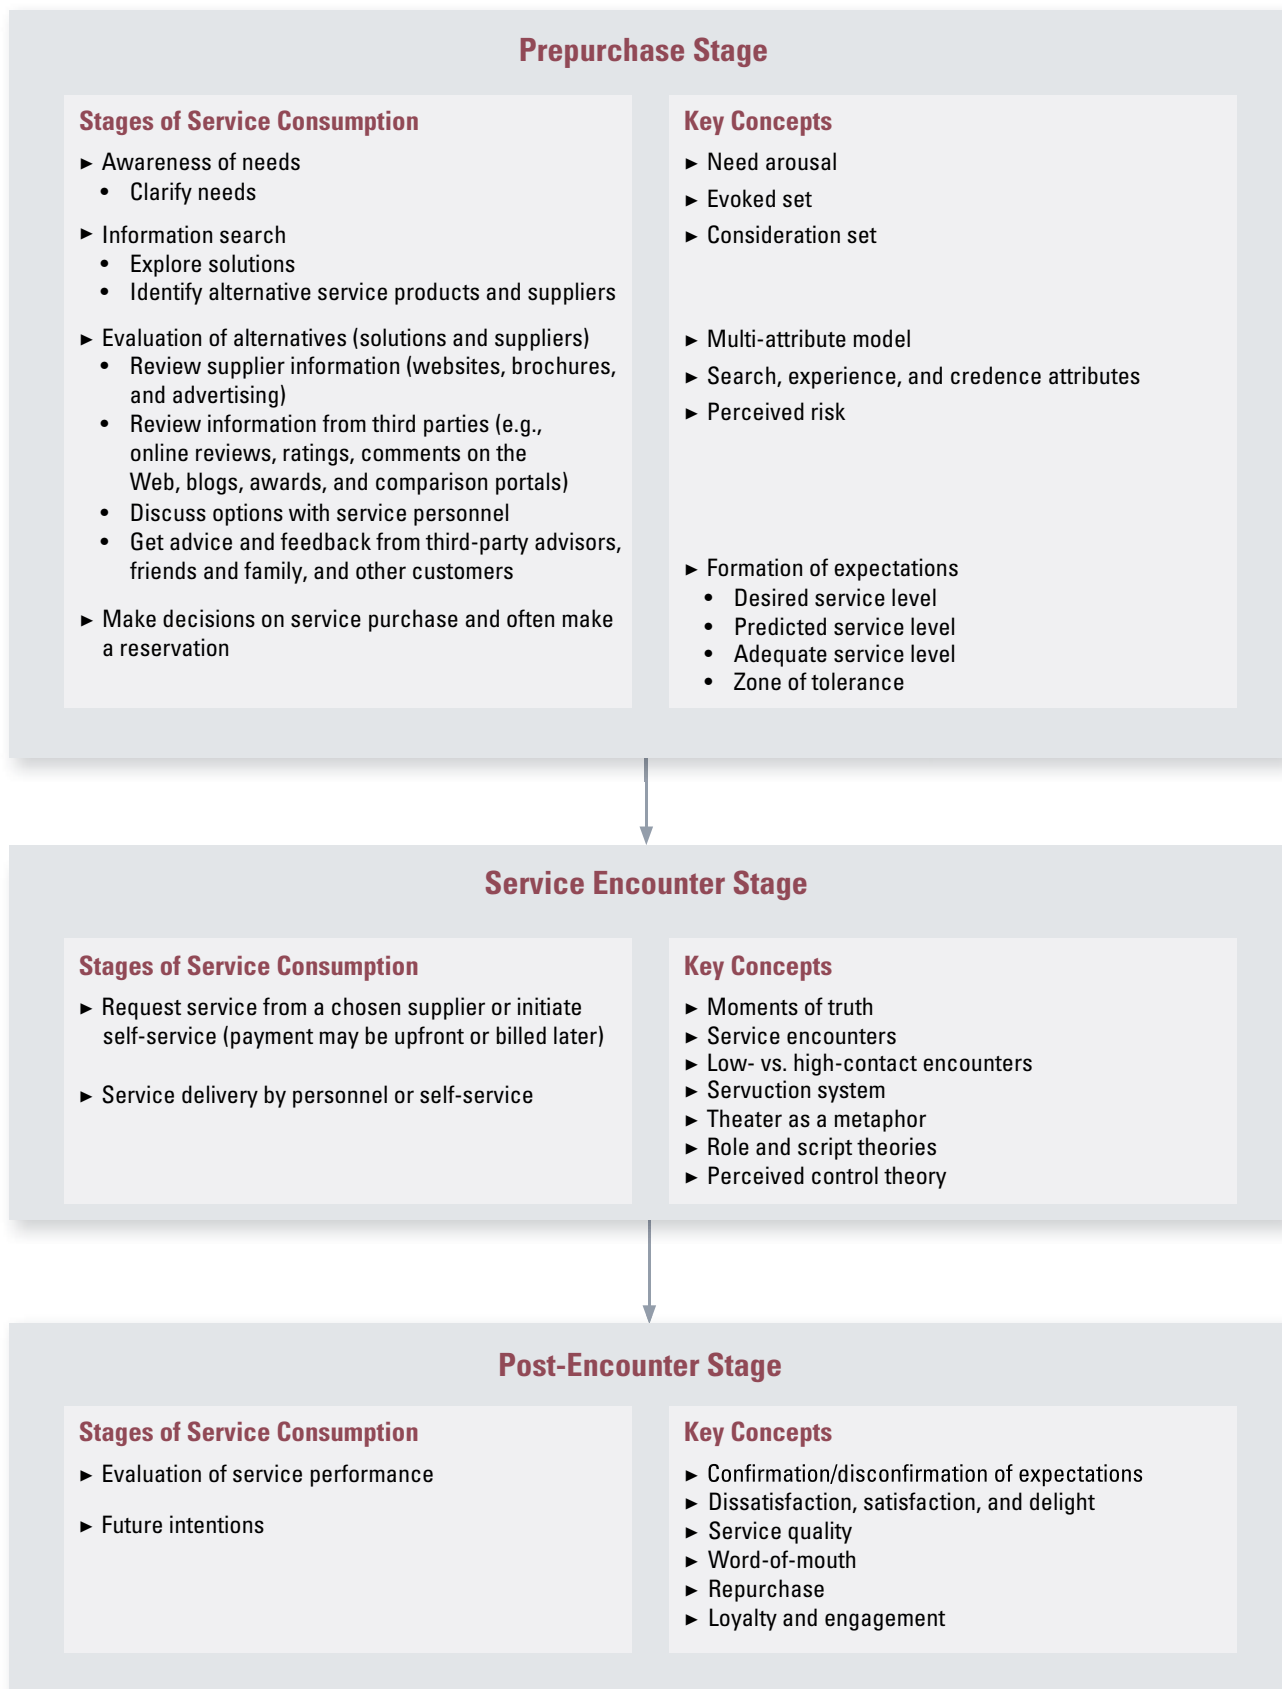 Prepurchase Stage
Stages of Service Consumption
► Awareness of needs
• Clarify needs
► Information search
• Explore solutions
• Identify alternative service products and suppliers
► Evaluation of alternatives (solutions and suppliers)
• Review supplier information (websites, brochures,
and advertising)
• Review information from third parties (e.g.,
online reviews, ratings, comments on the
Web, blogs, awards, and comparison portals)
• Discuss options with service personnel
• Get advice and feedback from third-party advisors,
friends and family, and other customers
► Make decisions on service purchase and often make
a reservation
Key Concepts
► Need arousal
► Evoked set
► Consideration set
► Multi-attribute model
► Search, experience, and credence attributes
► Perceived risk
► Formation of expectations
• Desired service level
• Predicted service level
• Adequate service level
• Zone of tolerance
Service Encounter Stage
Stages of Service Consumption
► Request service from a chosen supplier or initiate
self-service (payment may be upfront or billed later)
► Service delivery by personnel or self-service
Key Concepts
► Moments of truth
► Service encounters
► Low- vs. high-contact encounters
► Servuction system
► Theater as a metaphor
► Role and script theories
► Perceived control theory
Post-Encounter Stage
Stages of Service Consumption
► Evaluation of service performance
► Future intentions
Key Concepts
► Confirmation/disconfirmation of expectations
► Dissatisfaction, satisfaction, and delight
► Service quality
► Word-of-mouth
► Repurchase
► Loyalty and engagement